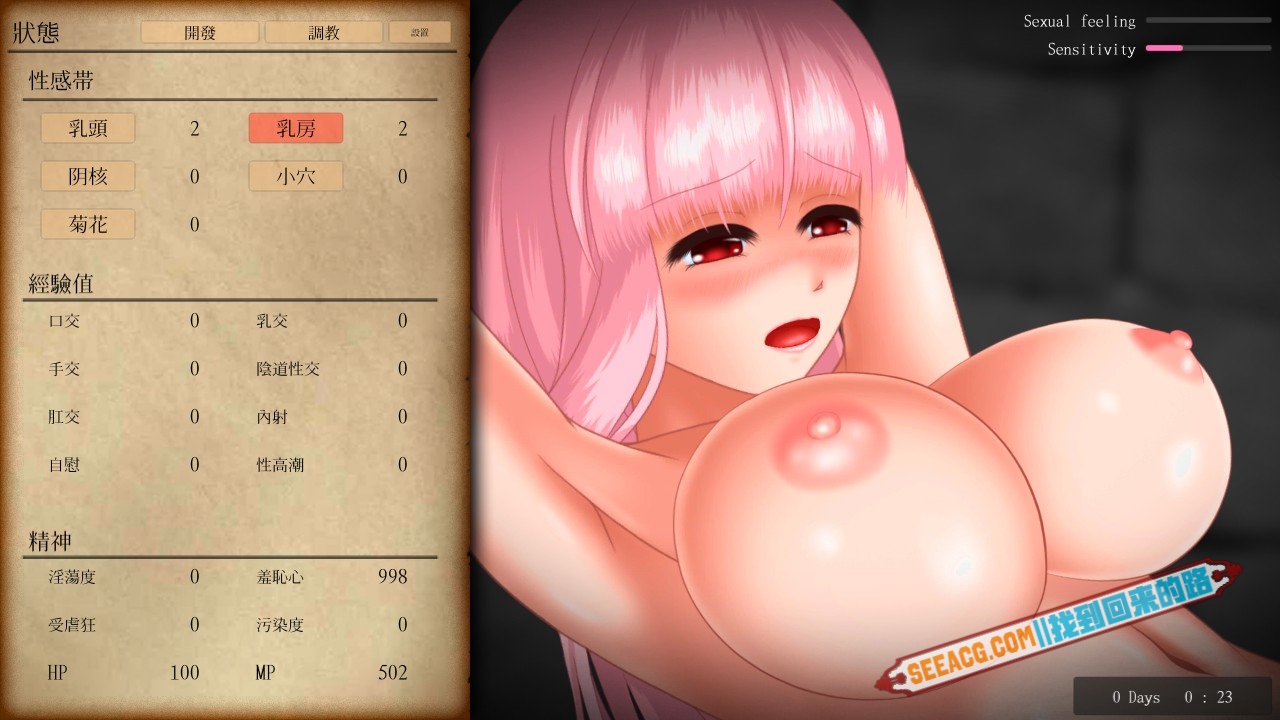 狀態 開發 調教 設置
性感帯
乳頭 2 乳房 2
阴核 0 小穴 0
菊花 0
經驗值
口交 0 乳交 0
手交 0 陰道性交 0
肛交 0 內射 0
自慰 0 性高潮 0
精神
淫蕩度 0 羞恥心 998
受虐狂 0 污染度 0
HP 100 MP 502
Sexual feeling
Sensitivity
SEEACG.COM||找到回来的路
0 Days 0 : 23